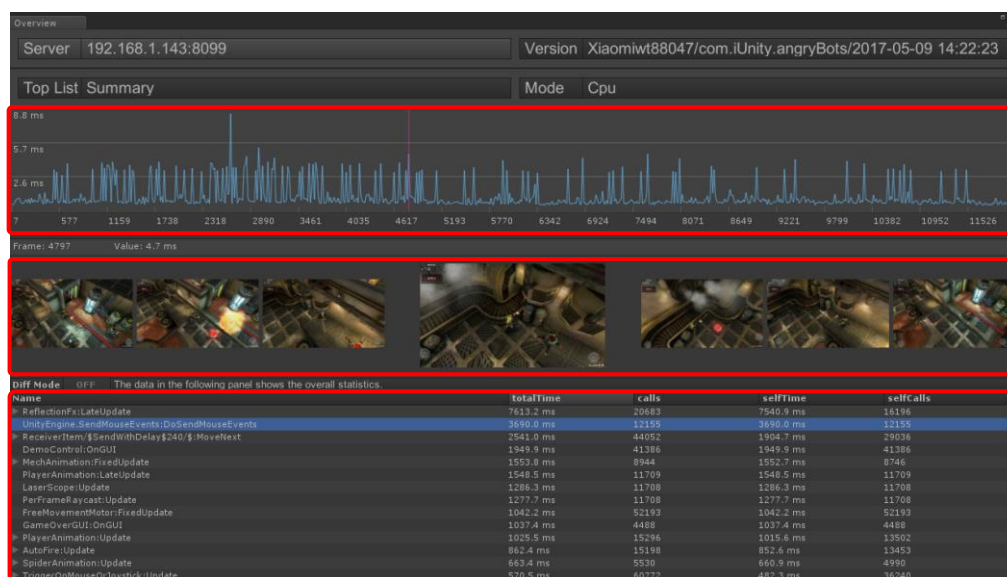 Overview
Server 192.168.1.143:8099 Version Xiaomiwt88047/com.iUnity.angryBots/2017-05-09 14:22:23
Top List Summary Mode Cpu
8.8 ms
5.7 ms
2.6 ms
7 577 1159 1738 2318 2890 3461 4035 4617 5193 5770 6342 6924 7494 8071 8649 9221 9799 10382 10952 11526
Frame: 4797 Value: 4.7 ms
Diff Mode OFF The data in the following panel shows the overall statistics.
Name totalTime calls selfTime selfCalls
ReflectionFx:LateUpdate 7613.2 ms 20683 7540.9 ms 16196
UnityEngine.SendMouseEvents:DoSendMouseEvents 3690.0 ms 12155 3690.0 ms 12155
ReceiverItem/$SendWithDelay$240/$:MoveNext 2541.0 ms 44052 1904.7 ms 29036
DemoControl:OnGUI 1949.9 ms 41386 1949.9 ms 41386
MechAnimation:FixedUpdate 1553.8 ms 8944 1552.7 ms 8746
PlayerAnimation:LateUpdate 1548.5 ms 11709 1548.5 ms 11709
LaserScope:Update 1286.3 ms 11708 1286.3 ms 11708
PerFrameRaycast:Update 1277.7 ms 11708 1277.7 ms 11708
FreeMovementMotor:FixedUpdate 1042.2 ms 52193 1042.2 ms 52193
GameOverGUI:OnGUI 1037.4 ms 4488 1037.4 ms 4488
PlayerAnimation:Update 1025.5 ms 15296 1015.6 ms 13502
AutoFire:Update 862.4 ms 15198 852.6 ms 13453
SpiderAnimation:Update 663.4 ms 5530 660.9 ms 4990
TriggerOnMouseOrJoystick:Update 570.5 ms 60772 482.3 ms 36240